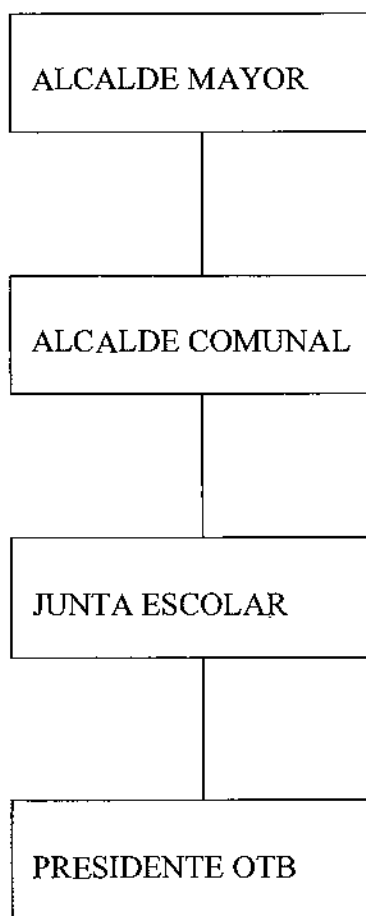 ALCALDE MAYOR
ALCALDE COMUNAL
JUNTA ESCOLAR
PRESIDENTE OTB